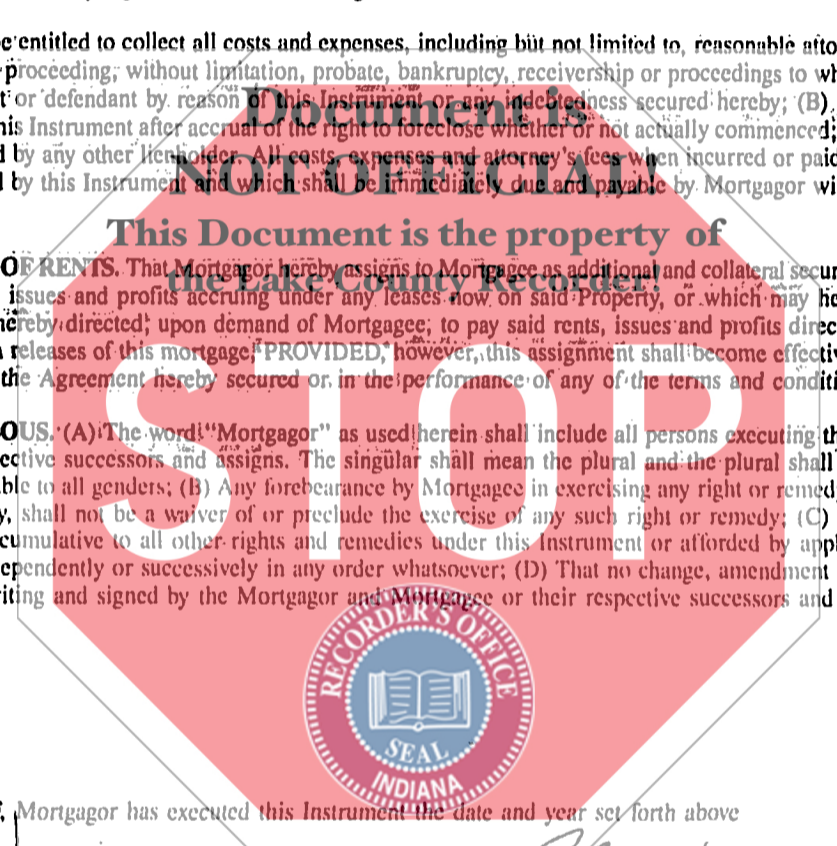 e entitled to collect all costs and expenses, including but not limited to, reasonable atto
proceeding, without limitation, probate, bankruptcy, receivership or proceedings to wh
t or defendant by reason of this Instrument or any indebtedness secured hereby; (B)
Document is
his Instrument after accrual of the right to foreclose whether or not actually commenced;
d by any other lienholder. All costs, expenses and attorney's fees when incurred or paid
NOT OFFICIAL!
l by this Instrument and which shall be immediately due and payable by Mortgagor wi
This Document is the property of
OF RENTS. That Mortgagor hereby assigns to Mortgagee as additional and collateral secur
the Lake County Recorder!
issues and profits accruing under any leases now on said Property, or which may he
hereby directed, upon demand of Mortgagee, to pay said rents, issues and profits direc
releases of this mortgage. PROVIDED, however, this assignment shall become effecti
the Agreement hereby secured or in the performance of any of the terms and conditi
STOP
OUS. (A) The word "Mortgagor" as used herein shall include all persons executing th
ective successors and assigns. The singular shall mean the plural and the plural shall
ble to all genders; (B) Any forebearance by Mortgagee in exercising any right or remed
y, shall not be a waiver of or preclude the exercise of any such right or remedy; (C)
cumulative to all other rights and remedies under this Instrument or afforded by appl
ependently or successively in any order whatsoever; (D) That no change, amendment
iting and signed by the Mortgagor and Mortgagee or their respective successors and
RECORDER'S OFFICE
SEAL
INDIANA
Mortgagor has executed this Instrument the date and year set forth above